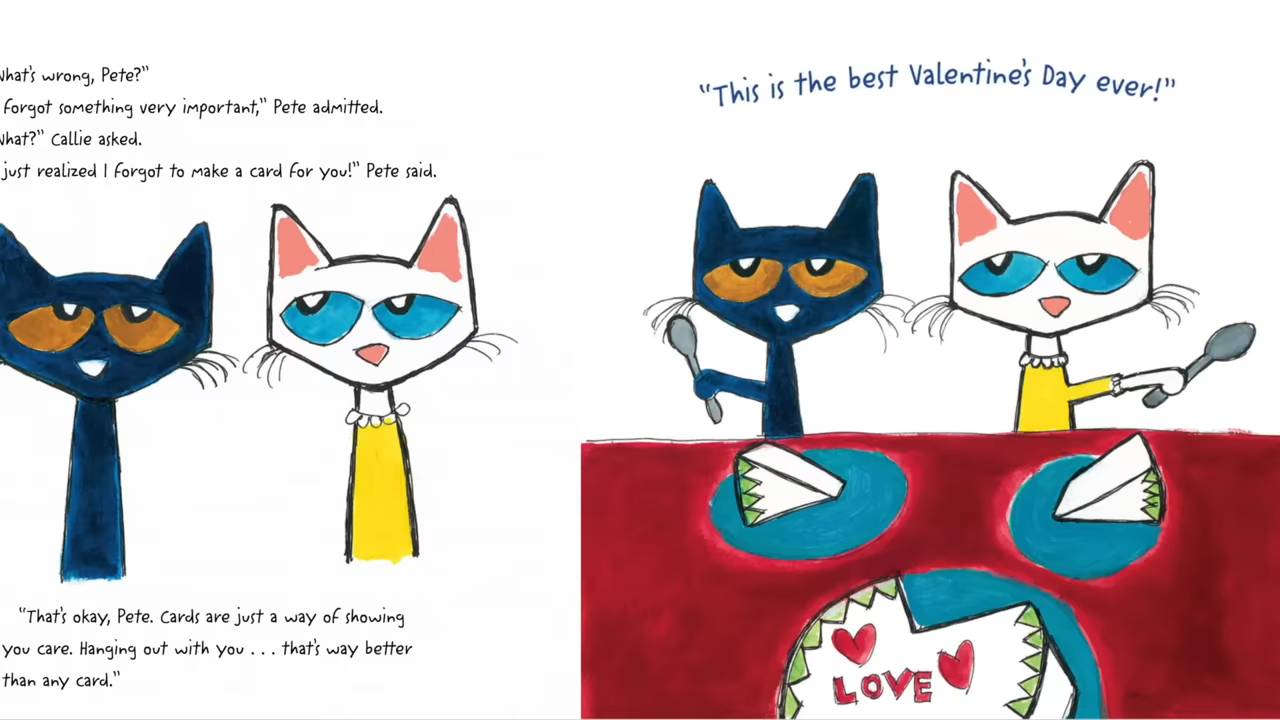 What's wrong, Pete?"
forgot something very important," Pete admitted.
What?" Callie asked.
just realized I forgot to make a card for you!" Pete said.
"That's okay, Pete. Cards are just a way of showing
you care. Hanging out with you . . . that's way better
than any card."
"This is the best Valentine's Day ever!"
LOVE